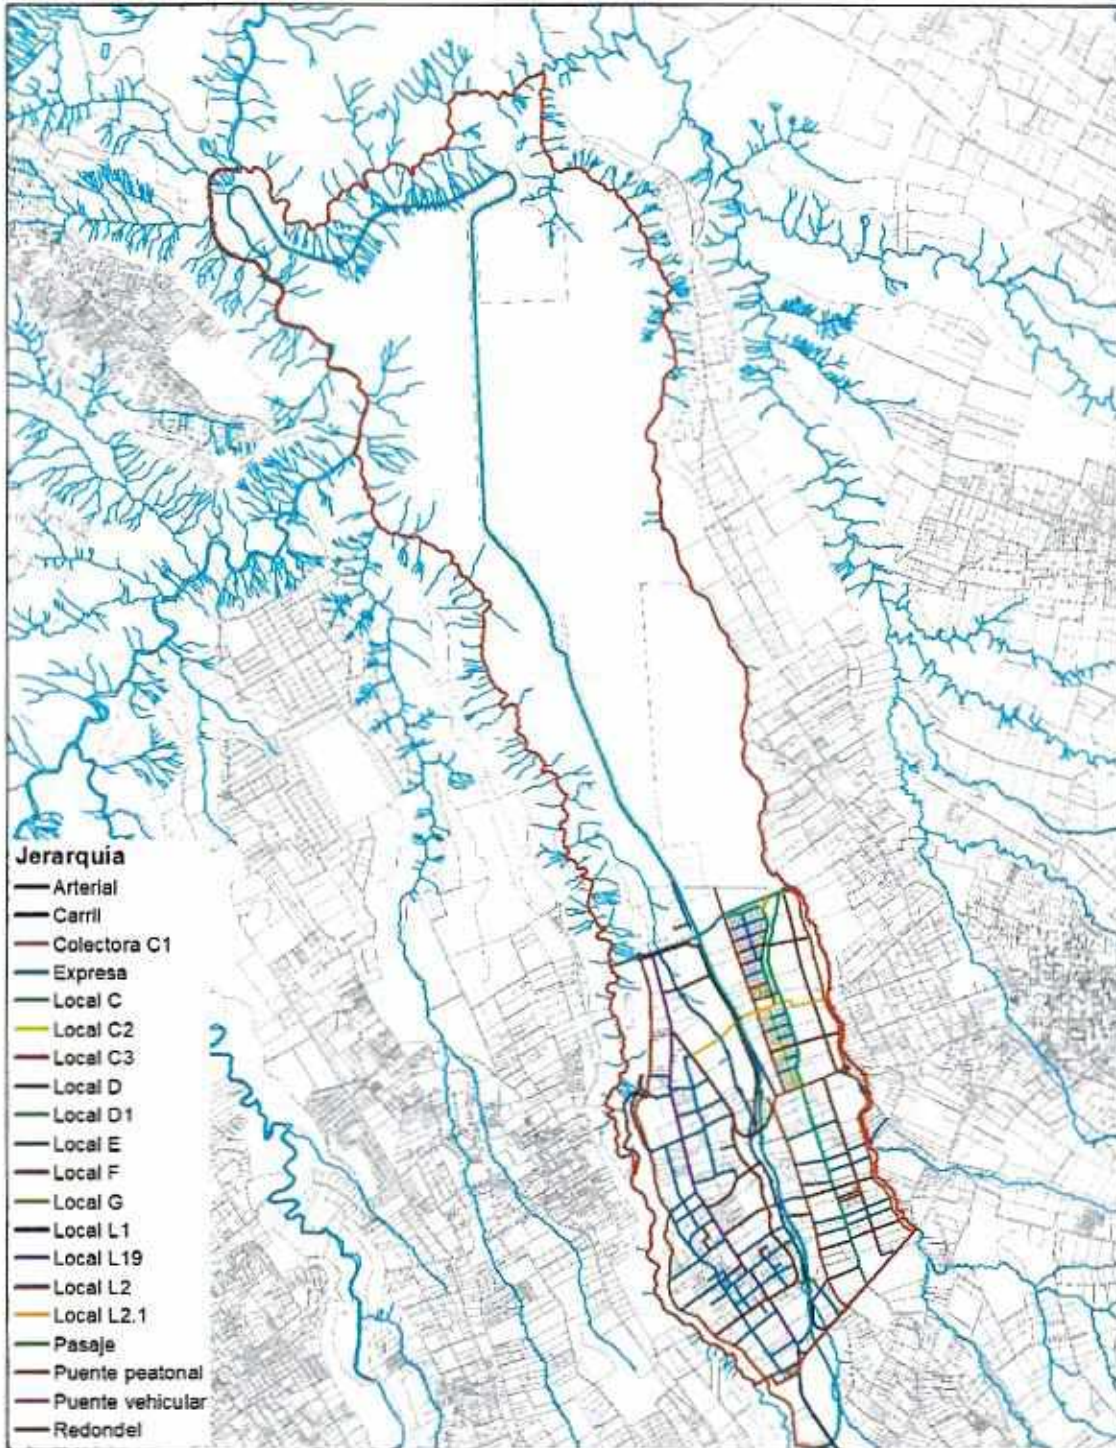 Jerarquía
Arterial
Carril
Colectora C1
Expresa
Local C
Local C2
Local C3
Local D
Local D1
Local E
Local F
Local G
Local L1
Local L19
Local L2
Local L2.1
Pasaje
Puente peatonal
Puente vehicular
Redondel